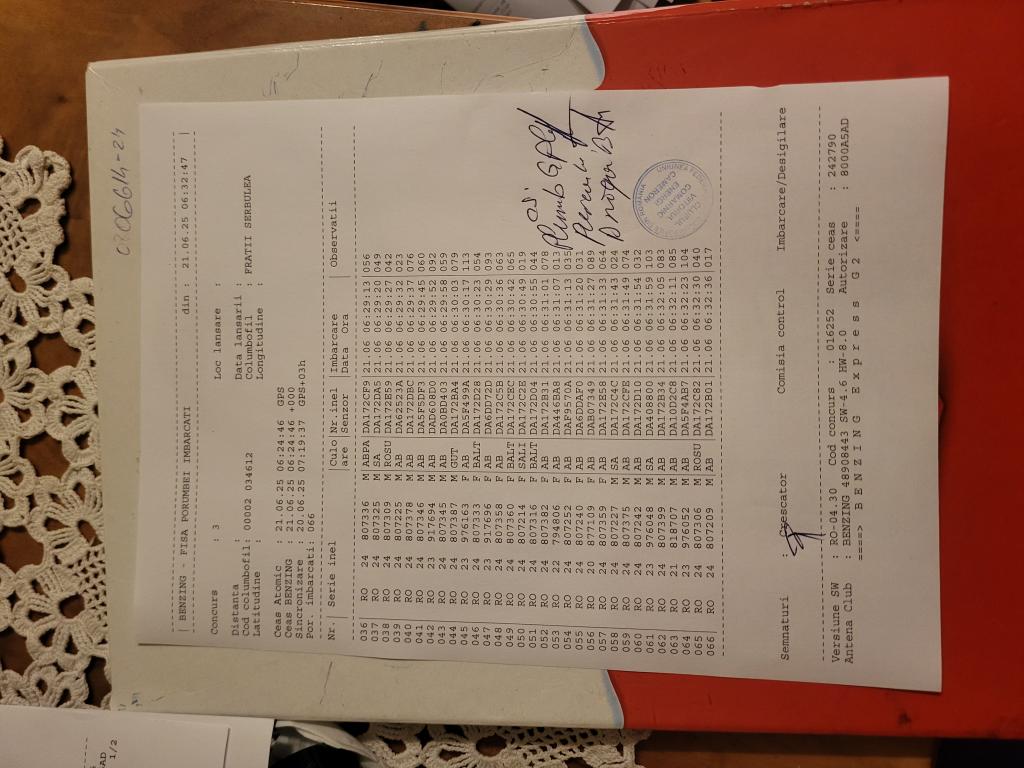 0206614-24
| BENZING - FISA PORUMBEI IMBARCATI din : 21.06.25 06:32:47 |
Concurs : 3 Loc lansare :
Distanta : Data lansarii :
Cod columbofil: 00002 034612 Columbofil : FRATII SERBULEA
Latitudine : Longitudine :
Ceas Atomic : 21.06.25 06:24:46 GPS
Ceas BENZING : 21.06.25 06:24:46 +000
Sincronizare : 20.06.25 07:19:37 GPS+03h
Por. imbarcati: 066
Nr.| Serie inel |Culo|Nr.inel |Imbarcare |Observatii
|are |Senzor |Data Ora
036| RO 24 807336 M ABPA DA172CF9|21.06 06:29:13|056
037| RO 24 807325 M SA DA172DA5|21.06 06:29:20|049
038| RO 24 807309 M ROSU DA172E59|21.06 06:29:27|042
039| RO 24 807225 M AB DA62523A|21.06 06:29:32|023
040| RO 24 807378 M AB DA172DBC|21.06 06:29:37|076
041| RO 24 807346 M AB DA5F5DF3|21.06 06:29:45|060
042| RO 23 917694 M AB DA0608D0|21.06 06:29:52|092
043| RO 24 807345 M AB DA0BD403|21.06 06:29:58|059
044| RO 24 807387 M GUT DA172BA4|21.06 06:30:03|079
045| RO 23 976163 F AB DA5F499A|21.06 06:30:17|113
046| RO 24 807333 F BALT DA172D28|21.06 06:30:23|054
047| RO 23 917696 F AB DA6DD72D|21.06 06:30:29|093
048| RO 24 807358 F AB DA172C5B|21.06 06:30:36|063
049| RO 24 807360 F BALT DA172CEC|21.06 06:30:42|065
050| RO 24 807214 F SALI DA172C2E|21.06 06:30:49|019
051| RO 24 807316 F BALT DA172D04|21.06 06:30:55|044
052| RO 24 807382 F AB DA172B31|21.06 06:31:01|078
053| RO 22 794806 F AB DA446BA8|21.06 06:31:07|013
054| RO 24 807252 F AB DAF9570A|21.06 06:31:13|035
055| RO 24 807240 F AB DA6DDAF0|21.06 06:31:20|031
056| RO 20 807109 F AB DAB07349|21.06 06:31:27|089
057| RO 24 AB DA172EB8|21.06 06:31:33
058| RO 24 807227 M SA DA172C4C|21.06 06:31:43|024
059| RO 24 807375 M AB DA172CFE|21.06 06:31:49|074
060| RO 24 807242 M AB DA172D10|21.06 06:31:54|032
061| RO 23 976048 M SA DA4088D0|21.06 06:31:59|103
062| RO 24 807399 M AB DA172B34|21.06 06:32:05|083
063| RO 21 818707 M AB DA1D2DC8|21.06 06:32:13|085
064| RO 23 976052 M AB DA5F4AB7|21.06 06:32:23|104
065| RO 24 807306 M ROSU DA172C82|21.06 06:32:30|040
066| RO 24 807209 M AB DA172B01|21.06 06:32:36|017
Semnaturi : Crescator Comisia control Imbarcare/Desigilare
Versiune SW : RO-04.30 Cod concurs : 016252 Serie ceas : 242790
Antena Club : BENZING 48908443 SW-4.6 HW-8.0 Autorizare : 8000A5AD
====> B E N Z I N G E x p r e s s G 2 <====
AD
1/2